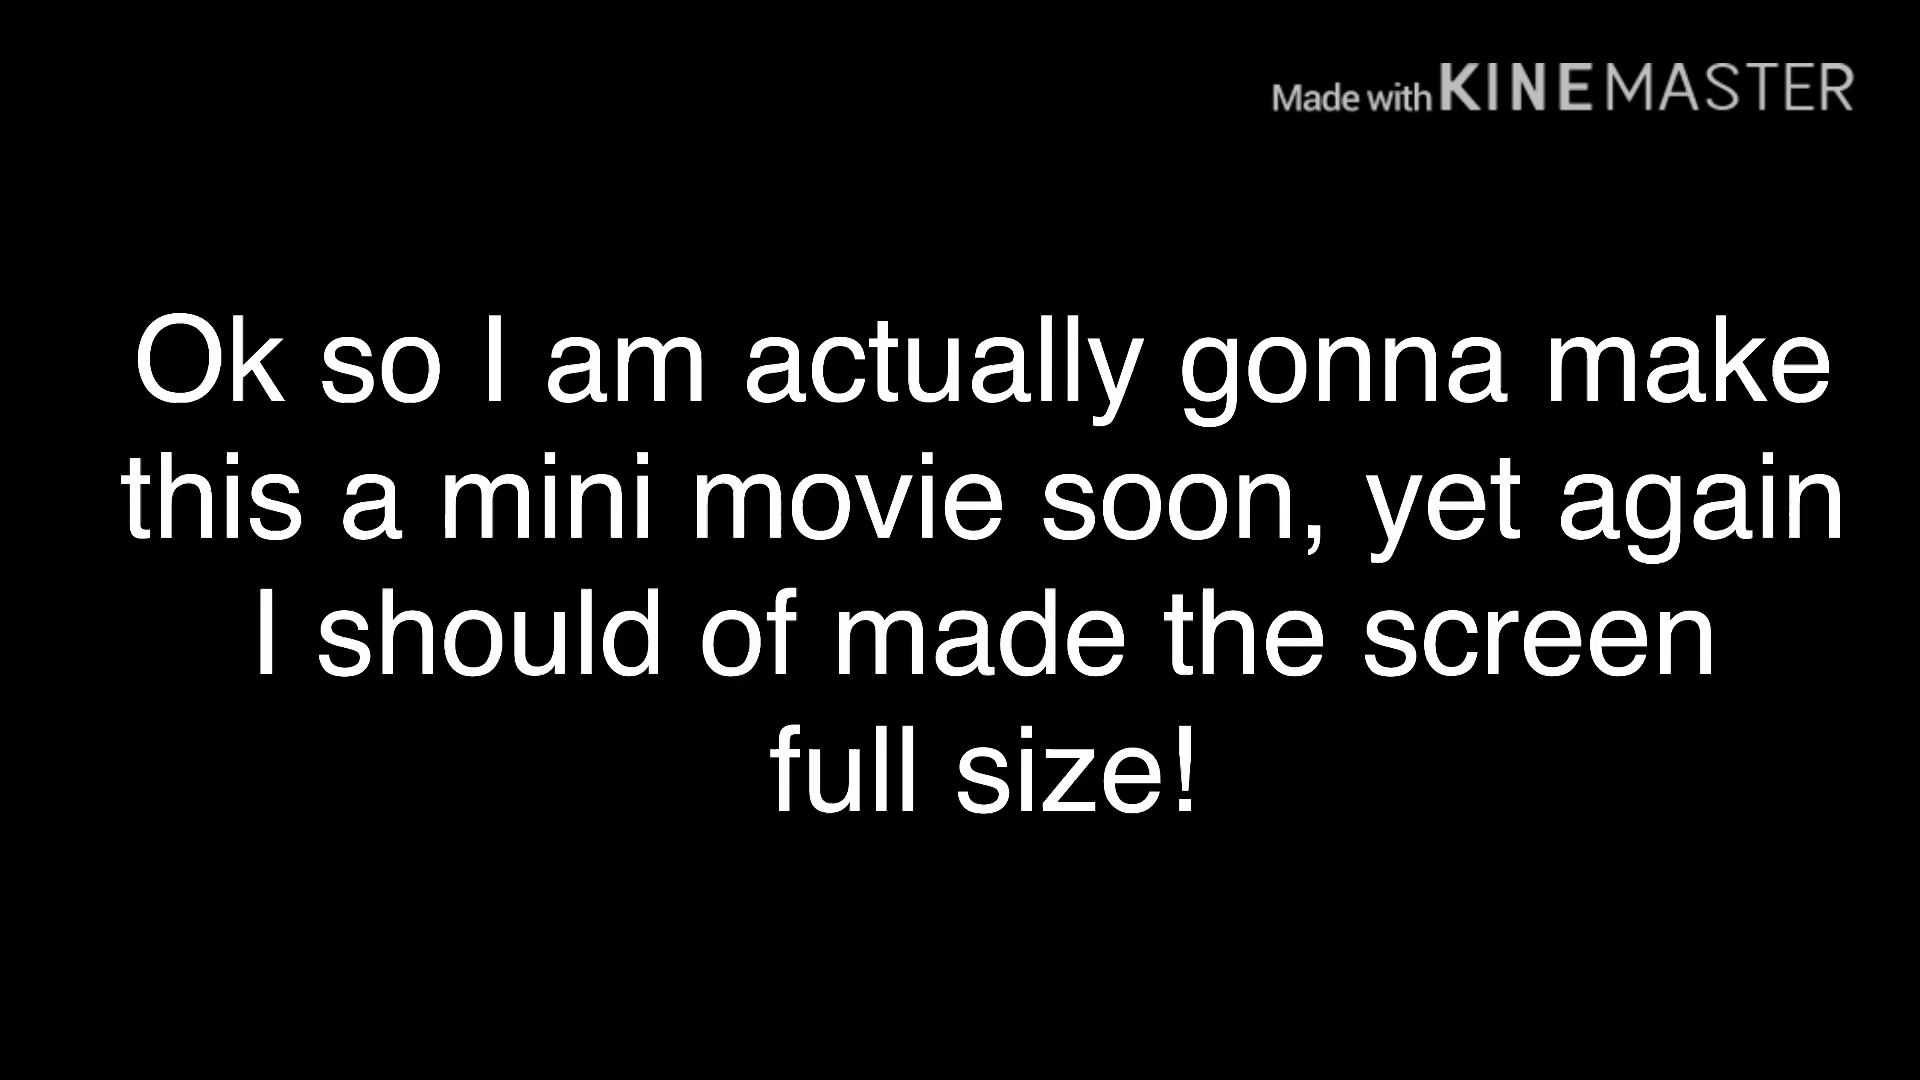 Made with KINEMASTER
Ok so I am actually gonna make
this a mini movie soon, yet again
I should of made the screen
full size!